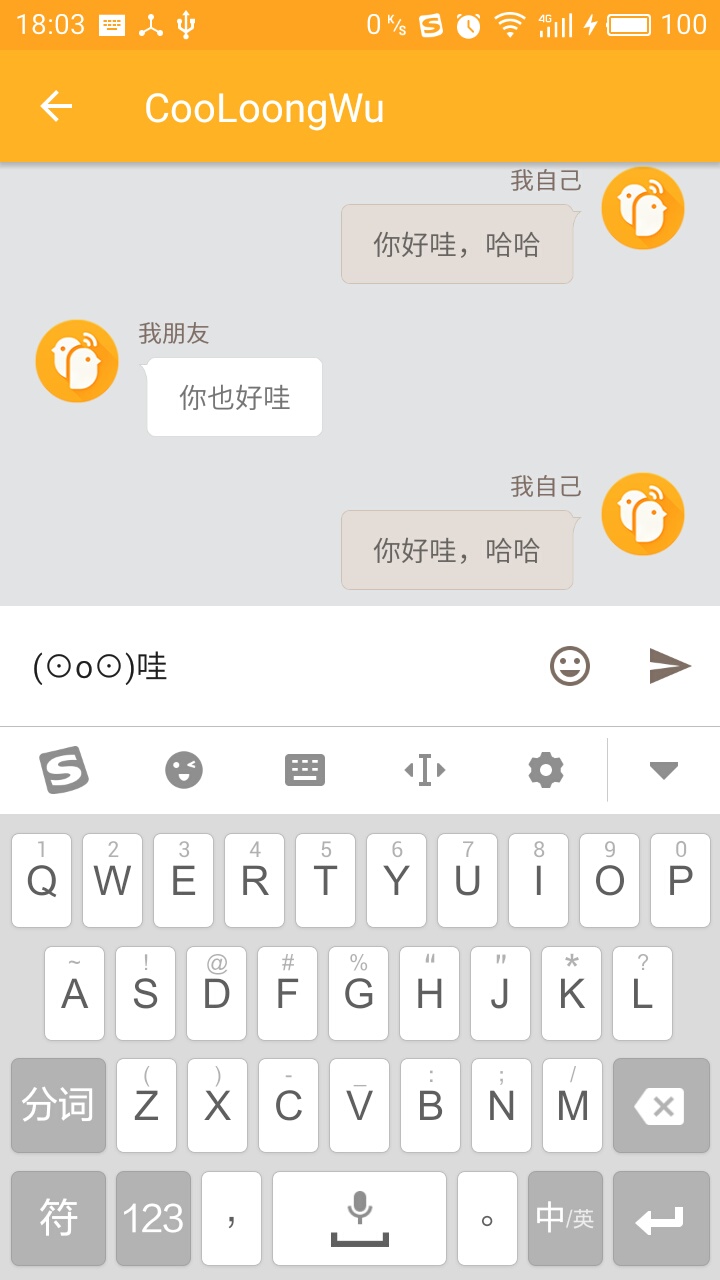 18:03 0 K/s 4G 100
CooLoongWu
我自己
你好哇，哈哈
我朋友
你也好哇
我自己
你好哇，哈哈
(⊙o⊙)哇
1 2 3 4 5 6 7 8 9 0
Q W E R T Y U I O P
~ ! @ # % “ " * ?
A S D F G H J K L
( ) - _ : ; /
分词 Z X C V B N M
符 123 ， 。 中/英